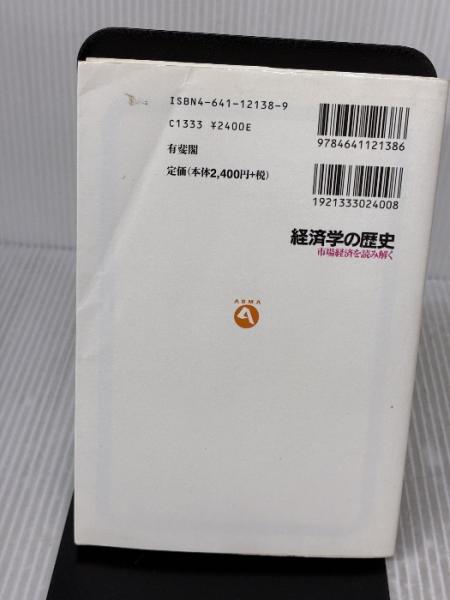 ISBN4-641-12138-9
C1333 ¥2400E
有斐閣
定価(本体2,400円+税)
9784641121386
1921333024008
経済学の歴史
市場経済を読み解く
ARMA
A